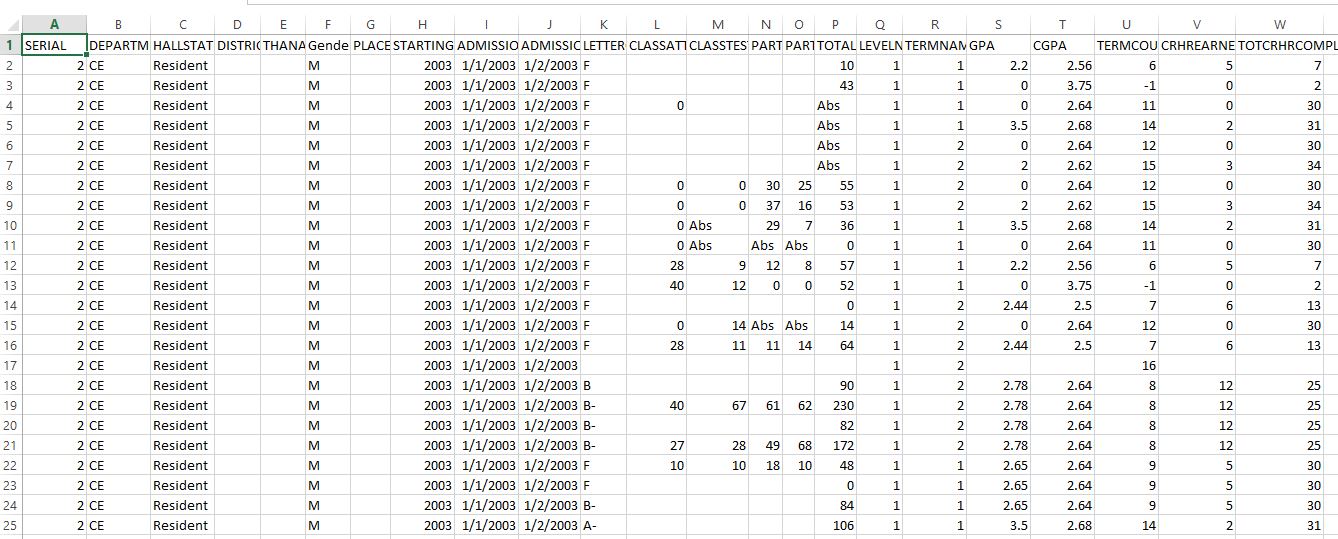 A B C D E F G H I J K L M N O P Q R S T U V W
1 SERIAL DEPARTM HALLSTAT DISTRI THANA Gende PLACE STARTING ADMISSIO ADMISSIC LETTER CLASSATT CLASSTES PART PART TOTAL LEVELN TERMNAM GPA CGPA TERMCOU CRHREARNE TOTCRHRCOMPL
2 2 CE Resident M 2003 1/1/2003 1/2/2003 F 10 1 1 2.2 2.56 6 5 7
3 2 CE Resident M 2003 1/1/2003 1/2/2003 F 43 1 1 0 3.75 -1 0 2
4 2 CE Resident M 2003 1/1/2003 1/2/2003 F 0 Abs 1 1 0 2.64 11 0 30
5 2 CE Resident M 2003 1/1/2003 1/2/2003 F Abs 1 1 3.5 2.68 14 2 31
6 2 CE Resident M 2003 1/1/2003 1/2/2003 F Abs 1 2 0 2.64 12 0 30
7 2 CE Resident M 2003 1/1/2003 1/2/2003 F Abs 1 2 2 2.62 15 3 34
8 2 CE Resident M 2003 1/1/2003 1/2/2003 F 0 0 30 25 55 1 2 0 2.64 12 0 30
9 2 CE Resident M 2003 1/1/2003 1/2/2003 F 0 0 37 16 53 1 2 2 2.62 15 3 34
10 2 CE Resident M 2003 1/1/2003 1/2/2003 F 0 Abs 29 7 36 1 1 3.5 2.68 14 2 31
11 2 CE Resident M 2003 1/1/2003 1/2/2003 F 0 Abs Abs Abs 0 1 1 0 2.64 11 0 30
12 2 CE Resident M 2003 1/1/2003 1/2/2003 F 28 9 12 8 57 1 1 2.2 2.56 6 5 7
13 2 CE Resident M 2003 1/1/2003 1/2/2003 F 40 12 0 0 52 1 1 0 3.75 -1 0 2
14 2 CE Resident M 2003 1/1/2003 1/2/2003 F 0 1 2 2.44 2.5 7 6 13
15 2 CE Resident M 2003 1/1/2003 1/2/2003 F 0 14 Abs Abs 14 1 2 0 2.64 12 0 30
16 2 CE Resident M 2003 1/1/2003 1/2/2003 F 28 11 11 14 64 1 2 2.44 2.5 7 6 13
17 2 CE Resident M 2003 1/1/2003 1/2/2003 1 2 16
18 2 CE Resident M 2003 1/1/2003 1/2/2003 B 90 1 2 2.78 2.64 8 12 25
19 2 CE Resident M 2003 1/1/2003 1/2/2003 B- 40 67 61 62 230 1 2 2.78 2.64 8 12 25
20 2 CE Resident M 2003 1/1/2003 1/2/2003 B- 82 1 2 2.78 2.64 8 12 25
21 2 CE Resident M 2003 1/1/2003 1/2/2003 B- 27 28 49 68 172 1 2 2.78 2.64 8 12 25
22 2 CE Resident M 2003 1/1/2003 1/2/2003 F 10 10 18 10 48 1 1 2.65 2.64 9 5 30
23 2 CE Resident M 2003 1/1/2003 1/2/2003 F 0 1 1 2.65 2.64 9 5 30
24 2 CE Resident M 2003 1/1/2003 1/2/2003 B- 84 1 1 2.65 2.64 9 5 30
25 2 CE Resident M 2003 1/1/2003 1/2/2003 A- 106 1 1 3.5 2.68 14 2 31